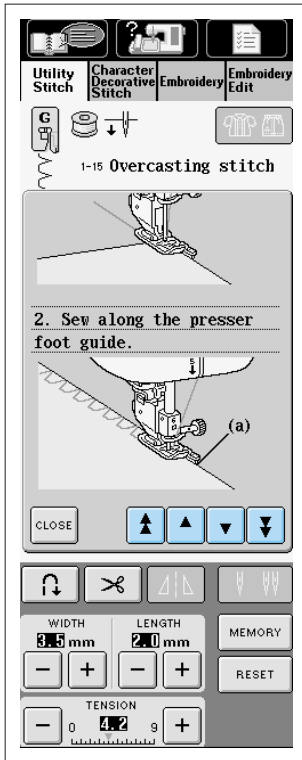 Utility
Stitch
Character
Decorative
Stitch
Embroidery
Embroidery
Edit
G
1-15 Overcasting stitch
2. Sew along the presser
foot guide.
5
(a)
CLOSE
WIDTH
3.5 mm
LENGTH
2.0 mm
MEMORY
RESET
TENSION
0 4.2 9